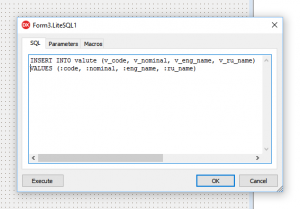 DX Form3.LiteSQL1
SQL Parameters Macros
INSERT INTO valute (v_code, v_nominal, v_eng_name, v_ru_name)
VALUES (:code, :nominal, :eng_name, :ru_name)
Execute OK Cancel